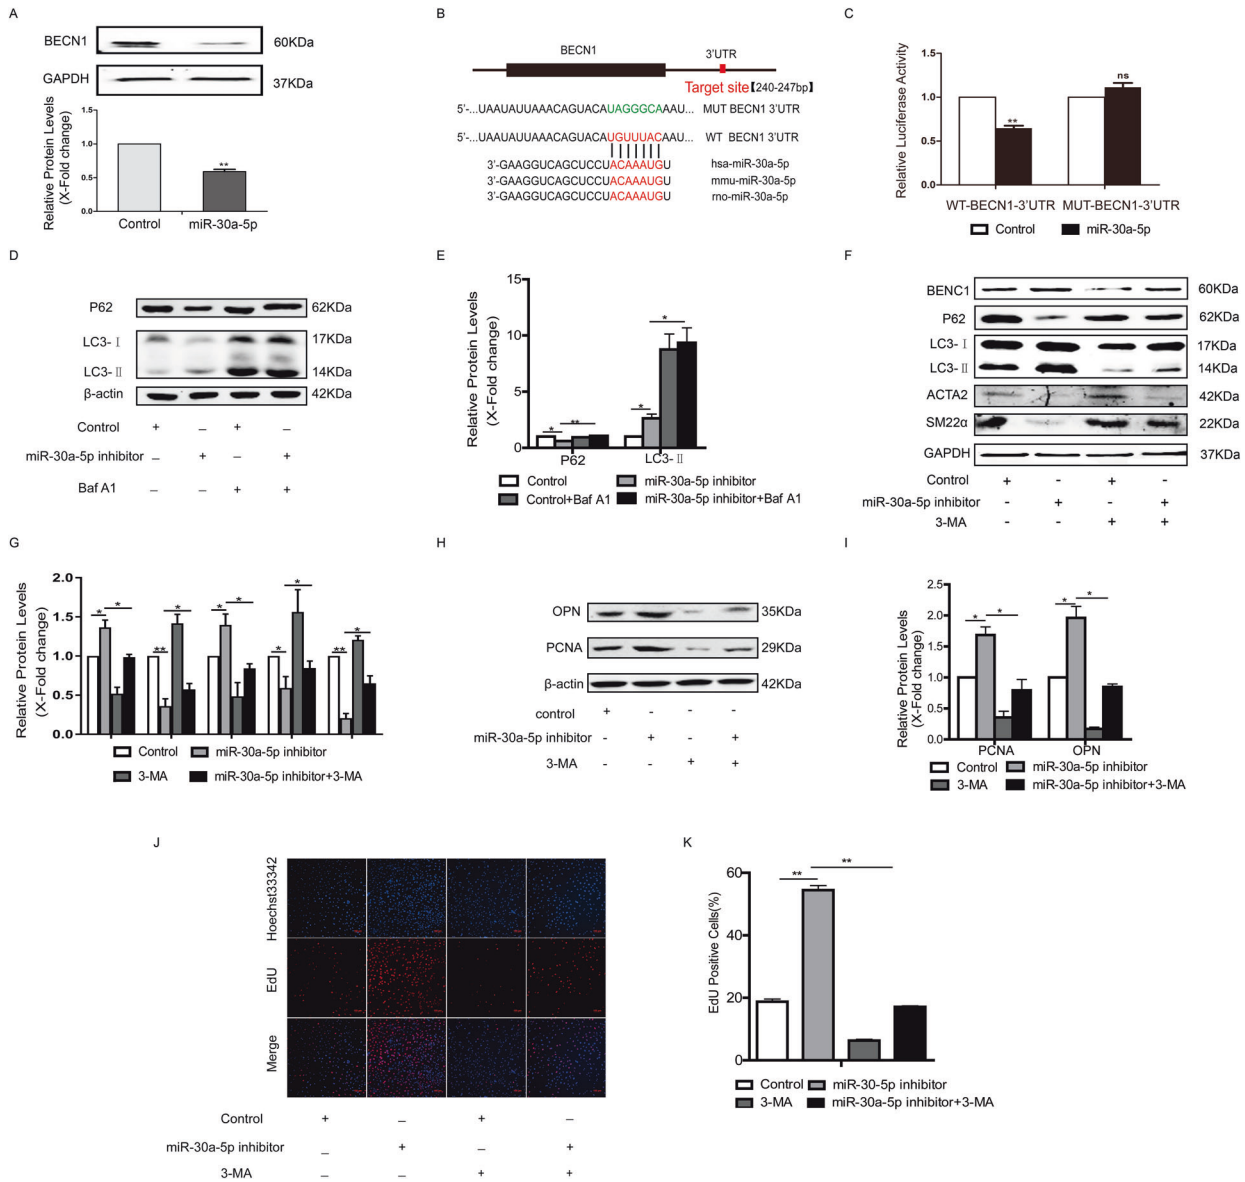 A
BECN1
60KDa
GAPDH
37KDa
Relative Protein Levels
(X-Fold change)
1.5
1.0
0.5
0.0
**
Control
miR-30a-5p
B
BECN1
3'UTR
Target site【240-247bp】
5'-...UAAUAUUAAACAGUACAUAGGGCAAAU... MUT BECN1 3'UTR
5'-...UAAUAUUAAACAGUACAUGUUUACAAU... WT BECN1 3'UTR
3'-GAAGGUCAGCUCCUACAAAUGU hsa-miR-30a-5p
3'-GAAGGUCAGCUCCUACAAAUGU mmu-miR-30a-5p
3'-GAAGGUCAGCUCCUACAAAUGU rno-miR-30a-5p
C
Relative Luciferase Activity
1.5
1.0
0.5
0.0
**
ns
WT-BECN1-3'UTR
MUT-BECN1-3'UTR
Control
miR-30a-5p
D
P62
62KDa
LC3-Ⅰ
17KDa
LC3-Ⅱ
14KDa
β-actin
42KDa
Control + – + –
miR-30a-5p inhibitor – + – +
Baf A1 – – + +
E
Relative Protein Levels
(X-Fold change)
15
10
5
0
* **
* *
P62
LC3-Ⅱ
Control
miR-30a-5p inhibitor
Control+Baf A1
miR-30a-5p inhibitor+Baf A1
F
BENC1
60KDa
P62
62KDa
LC3-Ⅰ
17KDa
LC3-Ⅱ
14KDa
ACTA2
42KDa
SM22α
22KDa
GAPDH
37KDa
Control + - + -
miR-30a-5p inhibitor - + - +
3-MA - - + +
G
Relative Protein Levels
(X-Fold change)
2.0
1.5
1.0
0.5
0.0
* *
** *
* *
* *
** *
Control
miR-30a-5p inhibitor
3-MA
miR-30a-5p inhibitor+3-MA
H
OPN
35KDa
PCNA
29KDa
β-actin
42KDa
control + - - -
miR-30a-5p inhibitor - + - +
3-MA - - + +
I
Relative Protein Levels
(X-Fold change)
2.5
2.0
1.5
1.0
0.5
0.0
* *
* *
PCNA
OPN
Control
miR-30a-5p inhibitor
3-MA
miR-30a-5p inhibitor+3-MA
J
Hoechst33342
EdU
Merge
Control + – + –
miR-30a-5p inhibitor – + – +
3-MA – – + +
K
EdU Positive Cells(%)
60
40
20
0
**
**
Control
miR-30-5p inhibitor
3-MA
miR-30a-5p inhibitor+3-MA